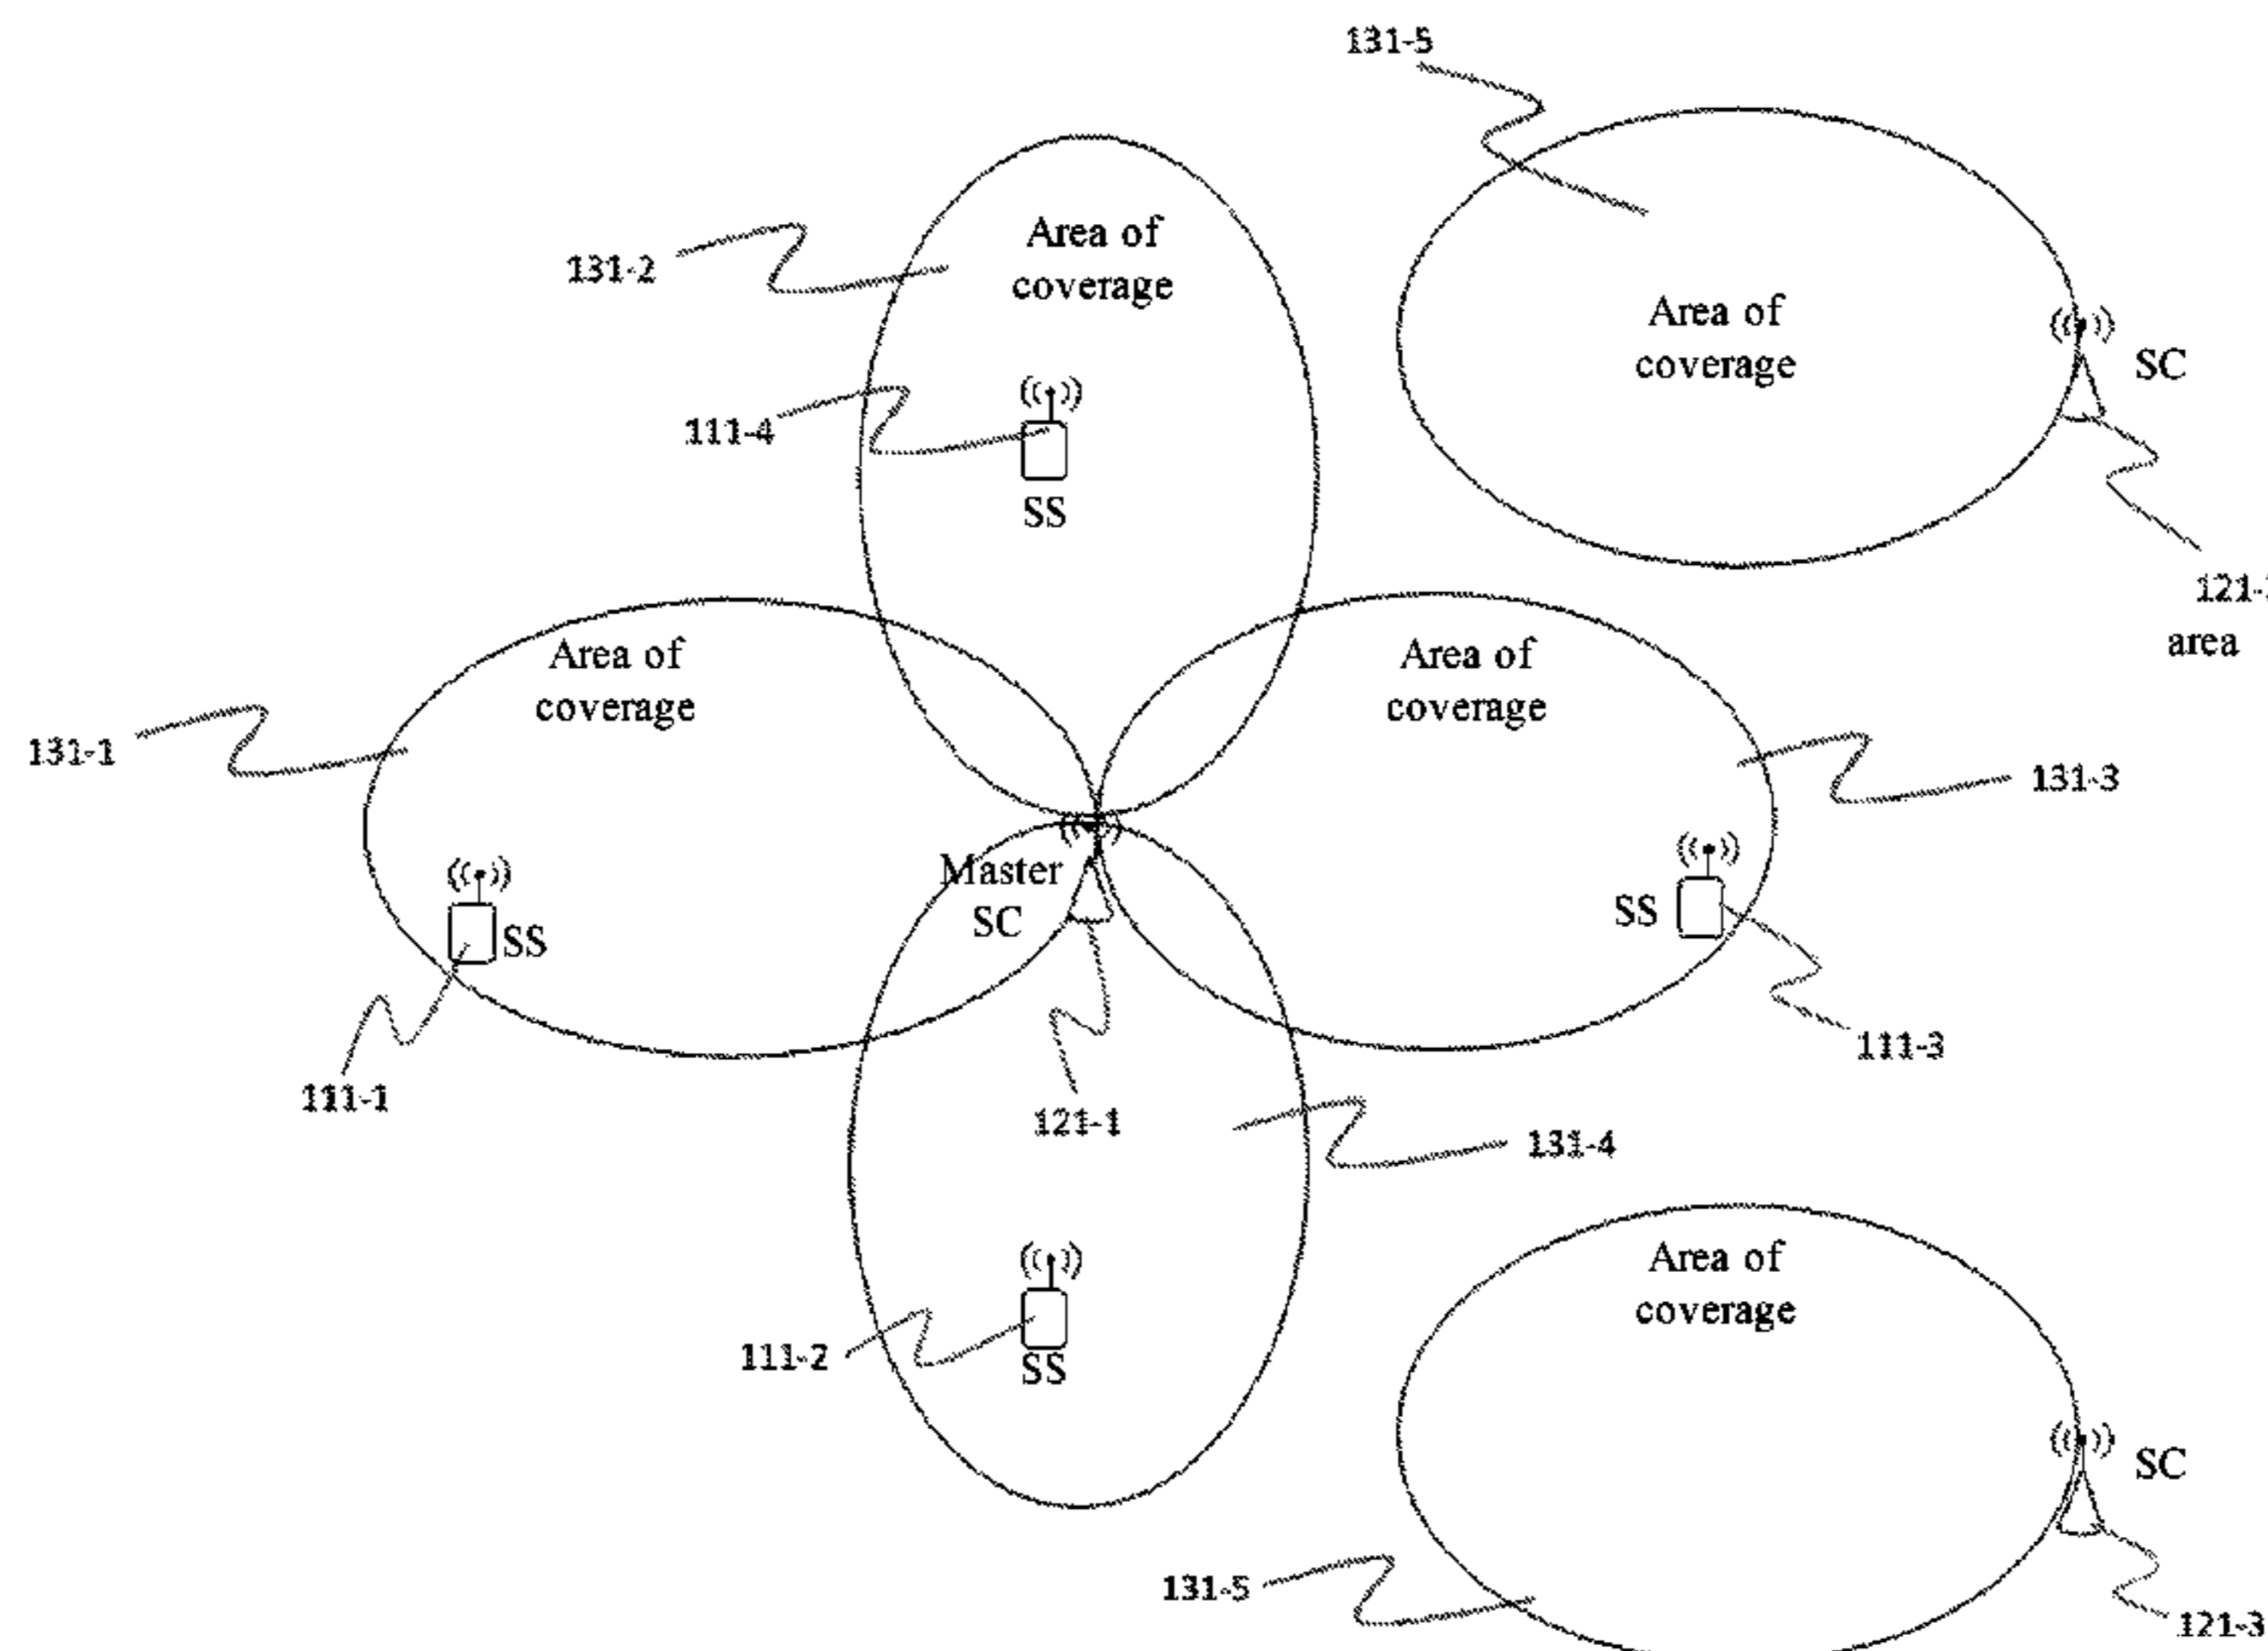 131-5
Area of
coverage
131-2
Area of
coverage
SC
111-4
SS
121-
area
Area of
coverage
Area of
coverage
131-1
131-3
Master
SC
SS
SS
111-3
111-1
121-1
131-4
Area of
coverage
111-2
SS
SC
131-5
121-3